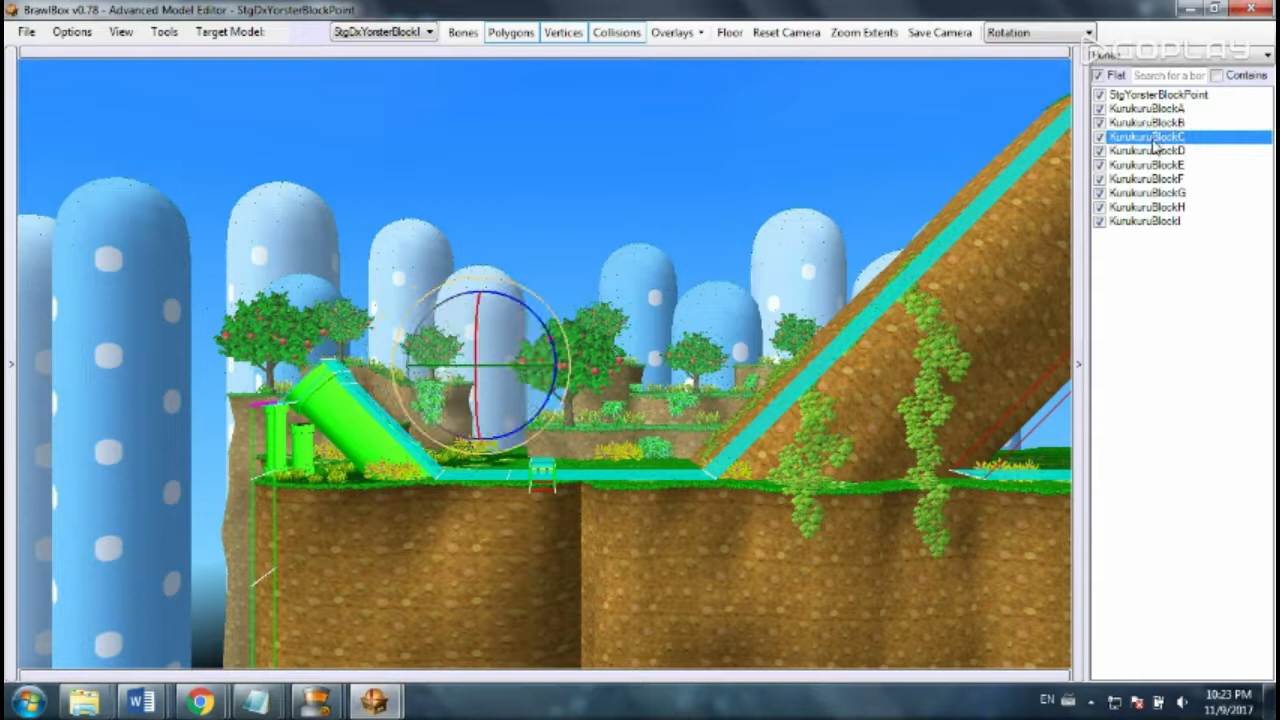 BrawlBox v0.78 - Advanced Model Editor - StgDxYorsterBlockPoint
File Options View Tools Target Model: StgDxYorsterBlockI Bones Polygons Vertices Collisions Overlays Floor Reset Camera Zoom Extents Save Camera Rotation
GOPLAY
Flat Search for a bor Contains
StgYorsterBlockPoint
KurukuruBlockA
KurukuruBlockB
KurukuruBlockC
KurukuruBlockD
KurukuruBlockE
KurukuruBlockF
KurukuruBlockG
KurukuruBlockH
KurukuruBlockI
EN
10:23 PM
11/9/2017